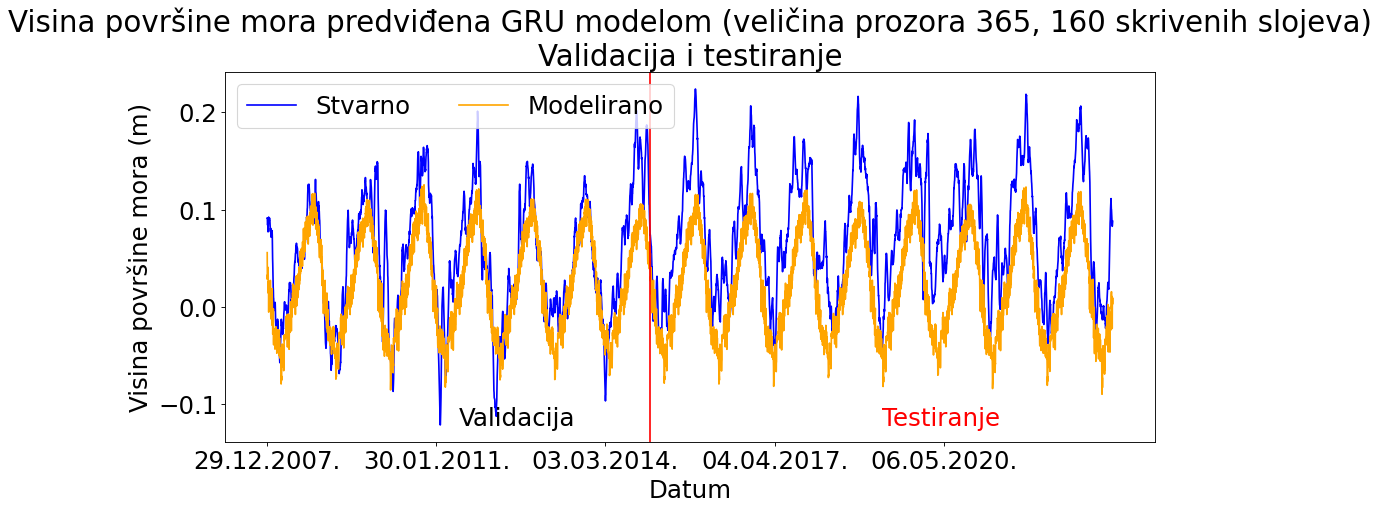 Visina površine mora predviđena GRU modelom (veličina prozora 365, 160 skrivenih slojeva)
Validacija i testiranje
Stvarno
Modelirano
Visina površine mora (m)
0.2
0.1
0.0
−0.1
Validacija
Testiranje
29.12.2007.
30.01.2011.
03.03.2014.
04.04.2017.
06.05.2020.
Datum